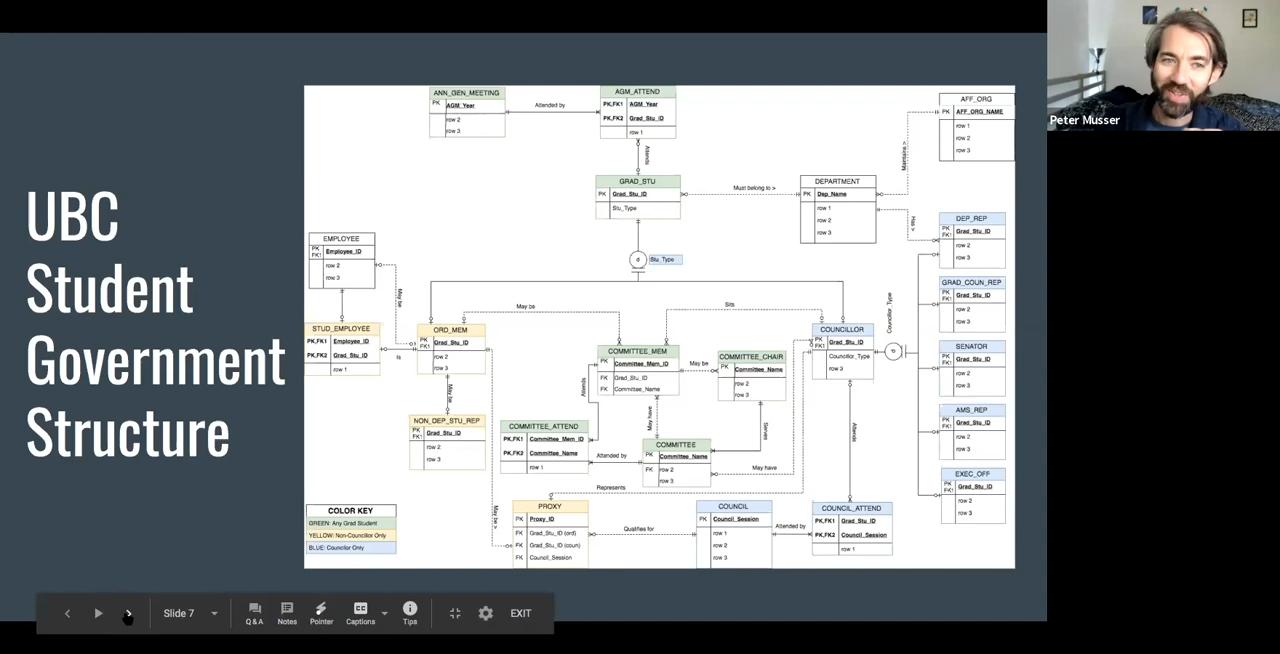 UBC
Student
Government
Structure
ANN_GEN_MEETING
PK AGM_Year
row 2
row 3
Attended by
AGM_ATTEND
PK,FK1 AGM_Year
PK,FK2 Grad_Stu_ID
row 1
Attends
GRAD_STU
PK Grad_Stu_ID
Stu_Type
Must belong to >
DEPARTMENT
PK Dep_Name
row 1
row 2
row 3
Maintains <
AFF_ORG
PK AFF_ORG_NAME
row 1
row 2
row 3
Has >
d
Stu_Type
EMPLOYEE
PK FK1 Employee_ID
row 2
row 3
May be
STUD_EMPLOYEE
PK,FK1 Employee_ID
PK,FK2 Grad_Stu_ID
row 1
Is
ORD_MEM
PK FK1 Grad_Stu_ID
row 2
row 3
May be
NON_DEP_STU_REP
PK FK1 Grad_Stu_ID
row 2
row 3
May be
Sits
COMMITTEE_MEM
PK Committee_Mem_ID
FK Grad_Stu_ID
FK Committee_Name
May be
COMMITTEE_CHAIR
PK Committee_Name
row 2
row 3
Attends
May have
Serves
COMMITTEE_ATTEND
PK,FK1 Committee_Mem_ID
PK,FK2 Committee_Name
row 1
Attended by
COMMITTEE
PK Committee_Name
FK row 2
row 3
May have
COUNCILLOR
PK FK1 Grad_Stu_ID
Councillor_Type
row 3
Councillor_Type
d
Attends
DEP_REP
PK FK1 Grad_Stu_ID
row 2
row 3
GRAD_COUN_REP
PK FK1 Grad_Stu_ID
row 2
row 3
SENATOR
PK FK1 Grad_Stu_ID
row 2
row 3
AMS_REP
PK FK1 Grad_Stu_ID
row 2
row 3
EXEC_OFF
PK FK1 Grad_Stu_ID
row 2
row 3
Represents
May be >
PROXY
PK Proxy_ID
FK Grad_Stu_ID (ord)
FK Grad_Stu_ID (coun)
FK Council_Session
Qualifies for
COUNCIL
PK Council_Session
row 1
row 2
row 3
Attended by
COUNCIL_ATTEND
PK,FK1 Grad_Stu_ID
PK,FK2 Council_Session
row 1
COLOR KEY
GREEN: Any Grad Student
YELLOW: Non-Councillor Only
BLUE: Councillor Only
Peter Musser
Slide 7
Q & A
Notes
Pointer
CC
Captions
Tips
EXIT